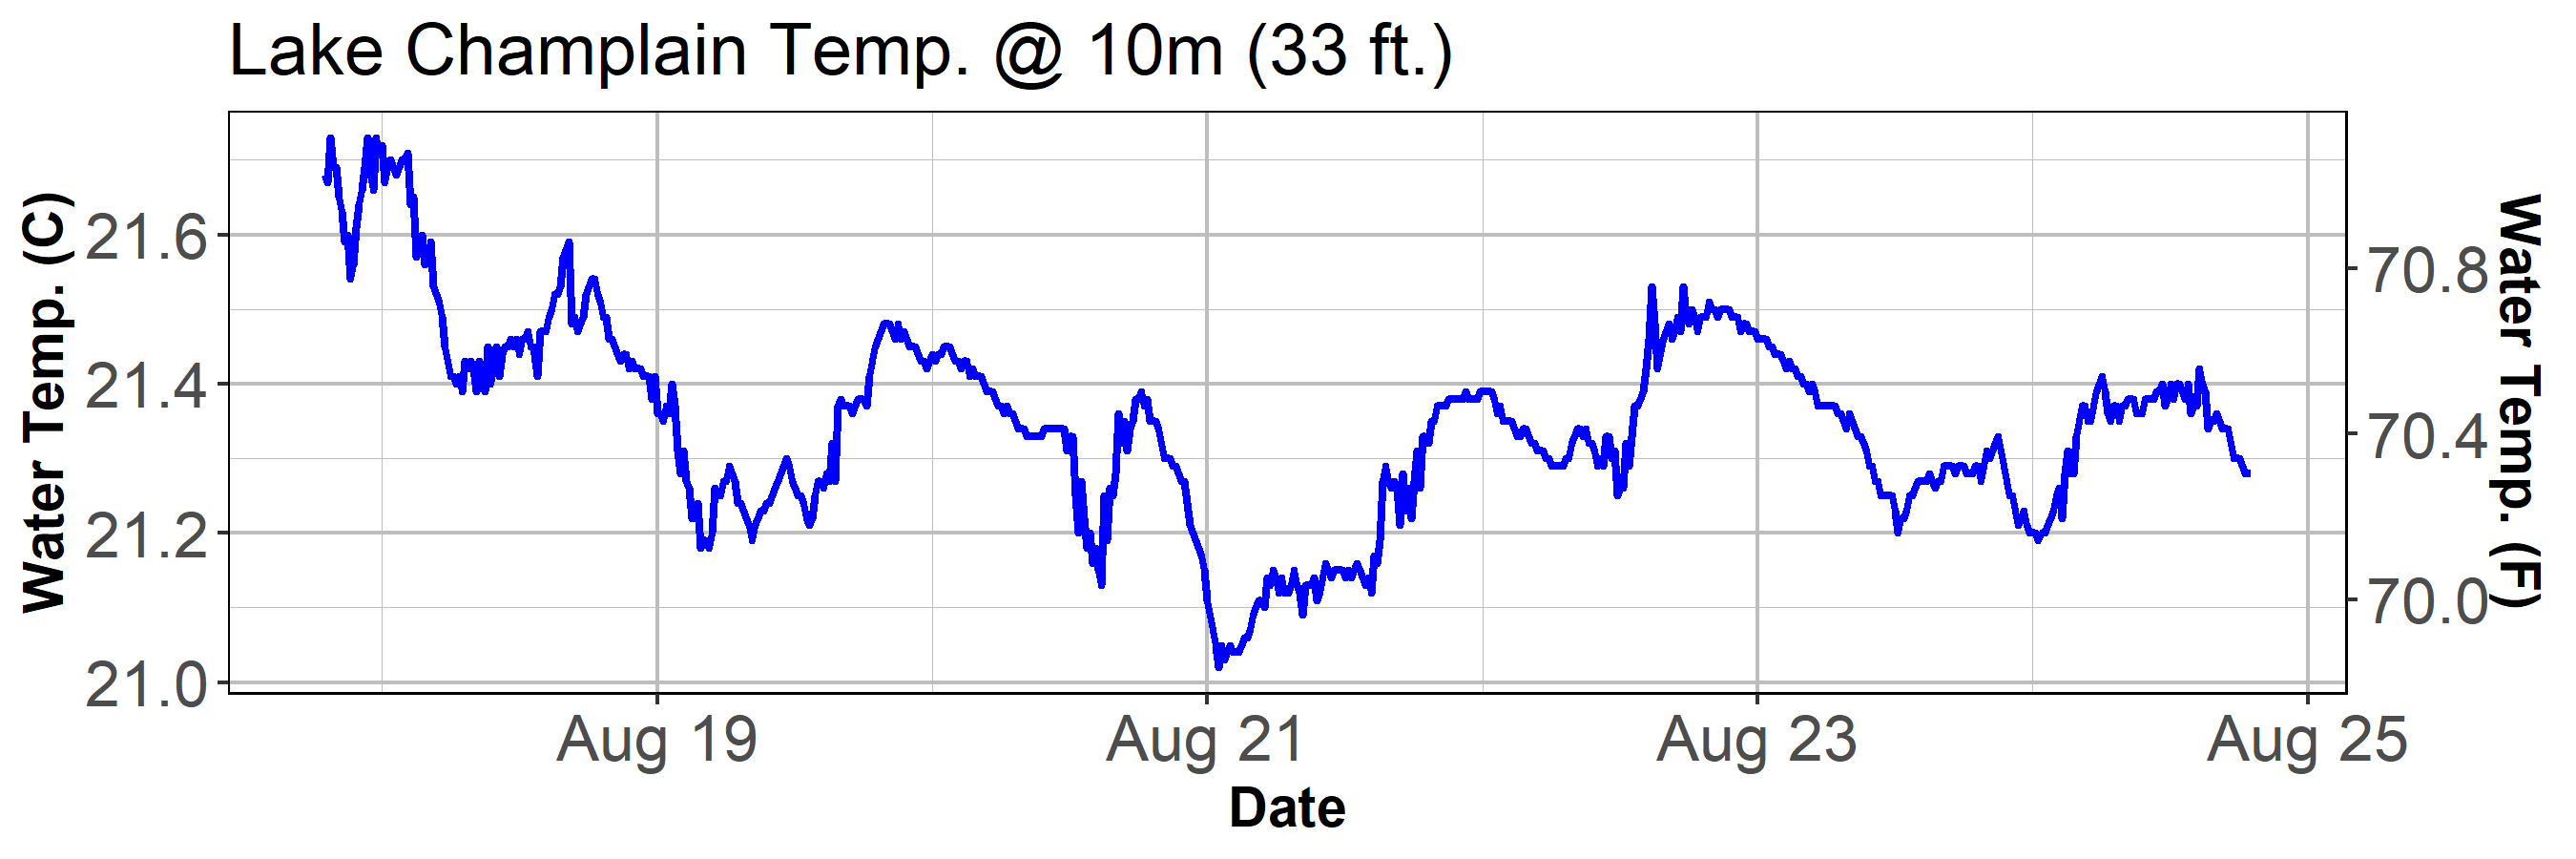 Lake Champlain Temp. @ 10m (33 ft.)
Water Temp. (C)
21.6
21.4
21.2
21.0
70.8
70.4
70.0
Water Temp. (F)
Aug 19
Aug 21
Aug 23
Aug 25
Date